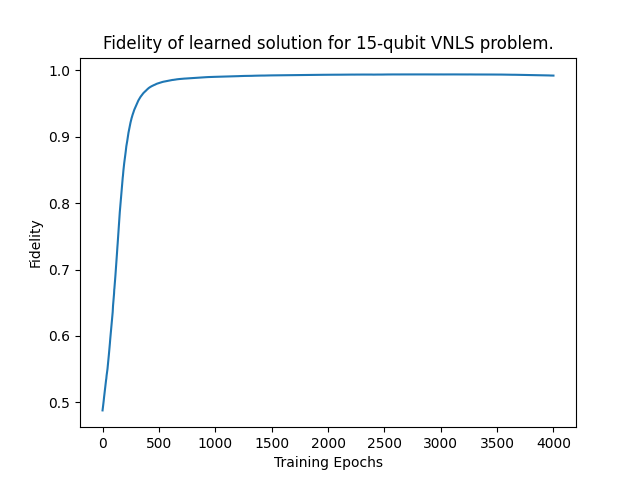 Fidelity of learned solution for 15-qubit VNLS problem.
1.0
0.9
0.8
0.7
0.6
0.5
Fidelity
0 500 1000 1500 2000 2500 3000 3500 4000
Training Epochs